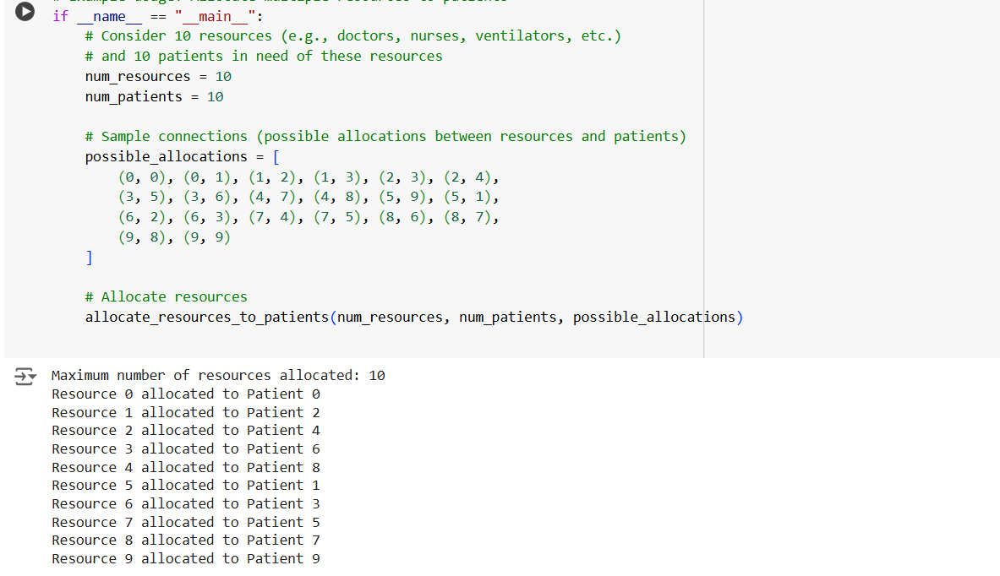 if __name__ == "__main__":
# Consider 10 resources (e.g., doctors, nurses, ventilators, etc.)
# and 10 patients in need of these resources
num_resources = 10
num_patients = 10
# Sample connections (possible allocations between resources and patients)
possible_allocations = [
(0, 0), (0, 1), (1, 2), (1, 3), (2, 3), (2, 4),
(3, 5), (3, 6), (4, 7), (4, 8), (5, 9), (5, 1),
(6, 2), (6, 3), (7, 4), (7, 5), (8, 6), (8, 7),
(9, 8), (9, 9)
]
# Allocate resources
allocate_resources_to_patients(num_resources, num_patients, possible_allocations)
Maximum number of resources allocated: 10
Resource 0 allocated to Patient 0
Resource 1 allocated to Patient 2
Resource 2 allocated to Patient 4
Resource 3 allocated to Patient 6
Resource 4 allocated to Patient 8
Resource 5 allocated to Patient 1
Resource 6 allocated to Patient 3
Resource 7 allocated to Patient 5
Resource 8 allocated to Patient 7
Resource 9 allocated to Patient 9